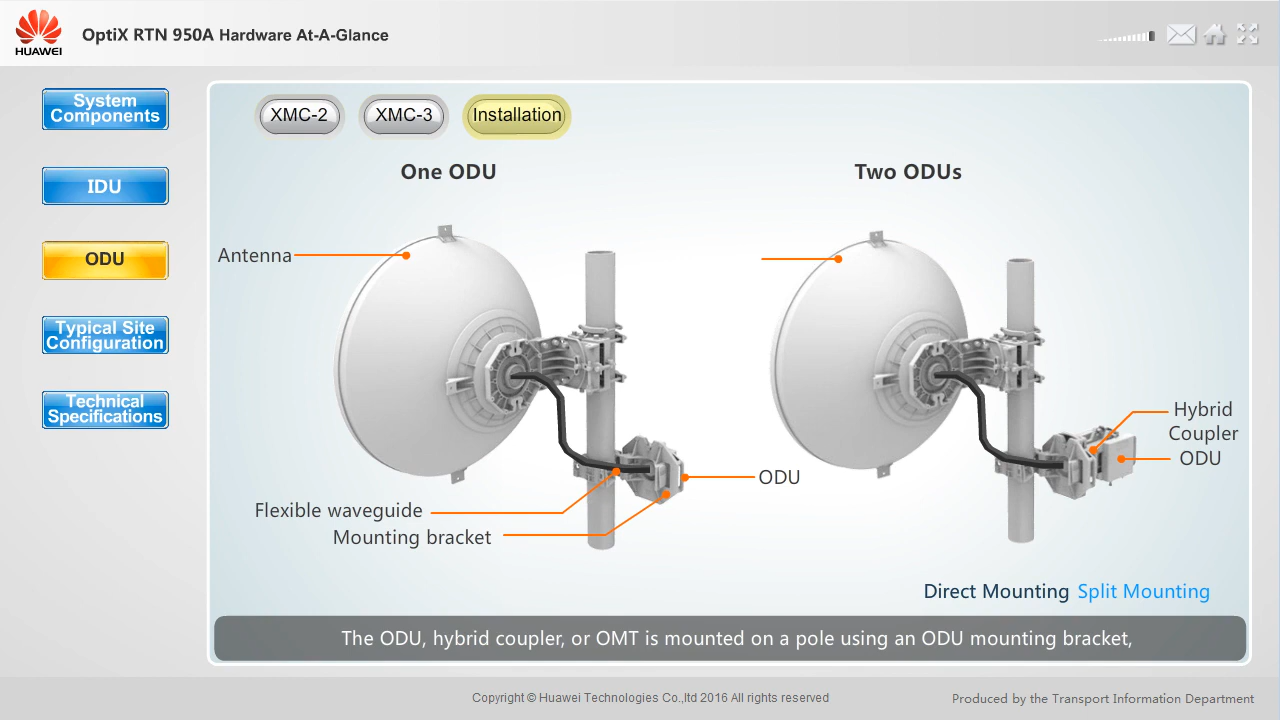 HUAWEI
OptiX RTN 950A Hardware At-A-Glance
System
Components
IDU
ODU
Typical Site
Configuration
Technical
Specifications
XMC-2
XMC-3
Installation
One ODU
Two ODUs
Antenna
Hybrid
Coupler
ODU
ODU
Flexible waveguide
Mounting bracket
Direct Mounting Split Mounting
The ODU, hybrid coupler, or OMT is mounted on a pole using an ODU mounting bracket,
Copyright © Huawei Technologies Co.,ltd 2016 All rights reserved
Produced by the Transport Information Department